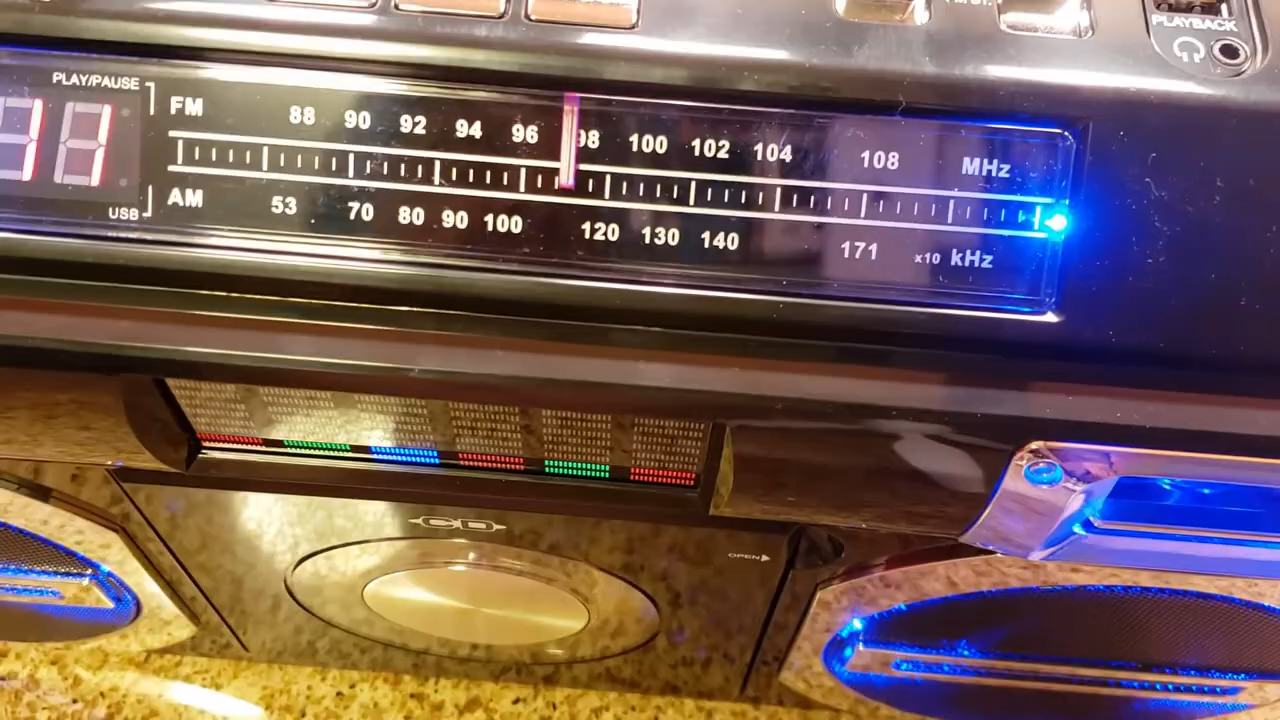 PLAYBACK
PLAY/PAUSE
11
USB
FM 88 90 92 94 96 98 100 102 104 108 MHz
AM 53 70 80 90 100 120 130 140 171 x10 kHz
CD
OPEN